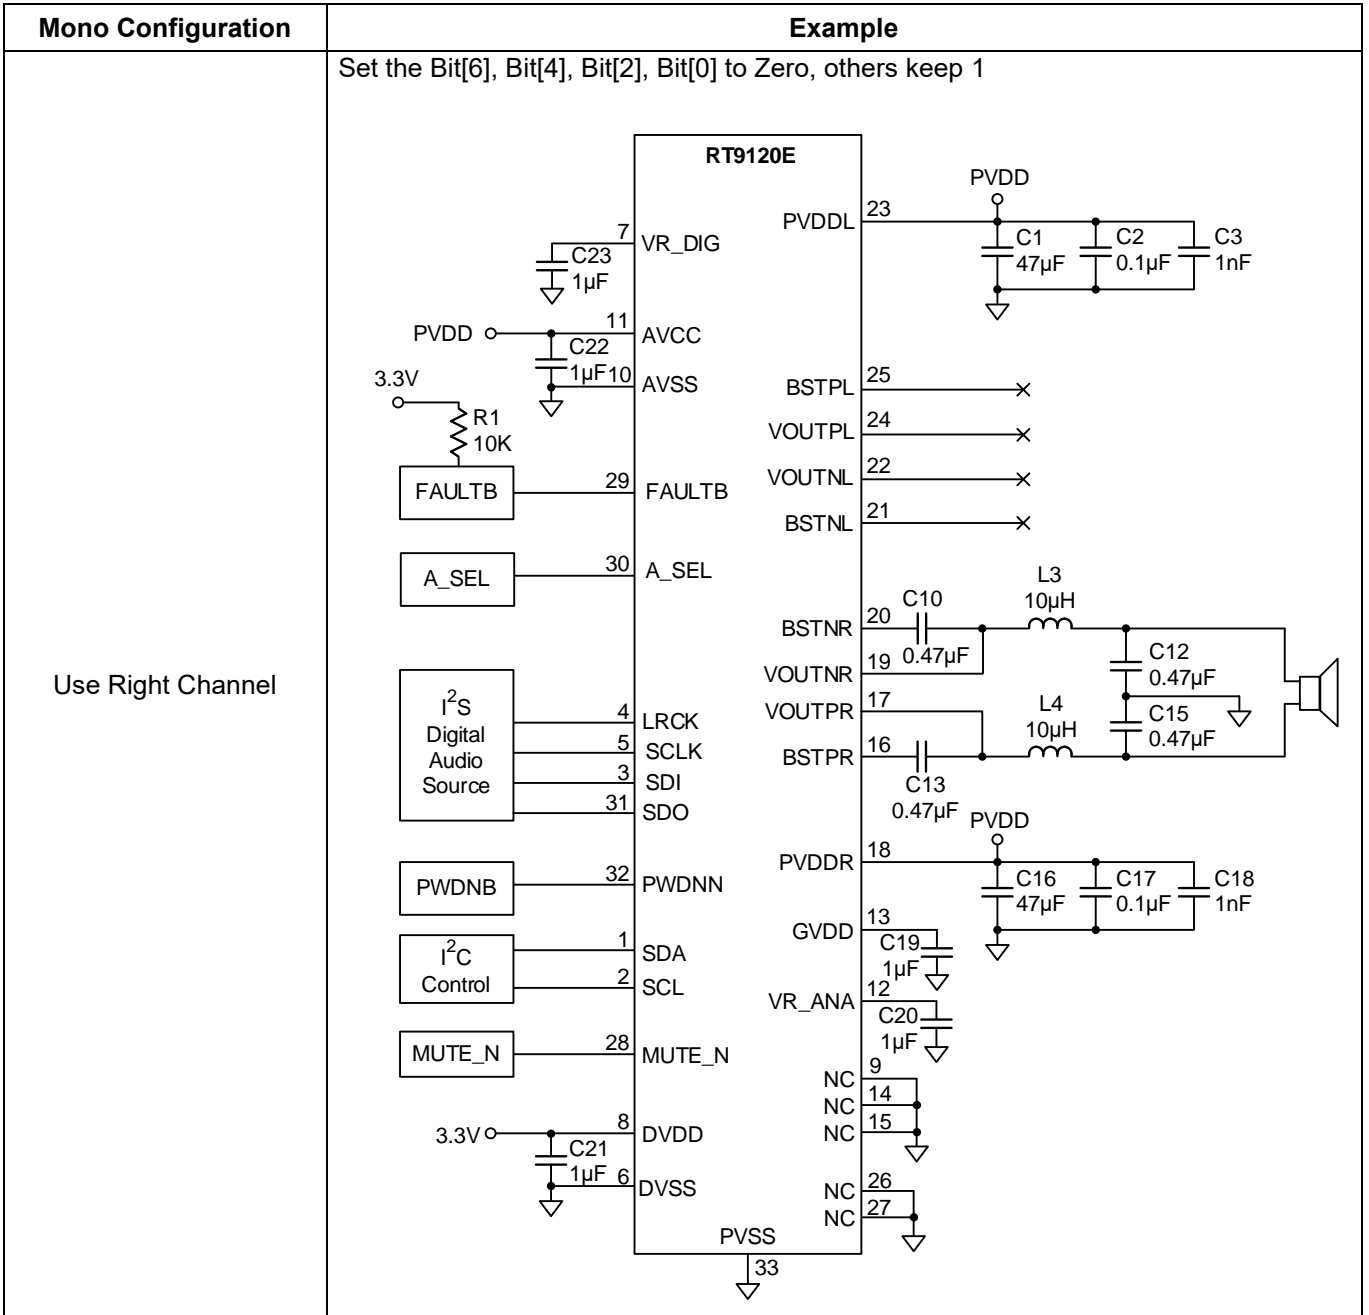 Mono Configuration
Example
Use Right Channel
Set the Bit[6], Bit[4], Bit[2], Bit[0] to Zero, others keep 1
RT9120E
7 VR_DIG
C23
1µF
PVDD
11 AVCC
C22
1µF
10 AVSS
3.3V
R1
10K
FAULTB
29 FAULTB
A_SEL
30 A_SEL
I²S
Digital
Audio
Source
4 LRCK
5 SCLK
3 SDI
31 SDO
PWDNB
32 PWDNN
I²C
Control
1 SDA
2 SCL
MUTE_N
28 MUTE_N
3.3V
8 DVDD
C21
1µF
6 DVSS
PVSS
33
PVDD
PVDDL 23
C1
47µF
C2
0.1µF
C3
1nF
BSTPL 25
VOUTPL 24
VOUTNL 22
BSTNL 21
BSTNR 20
C10
0.47µF
L3
10µH
VOUTNR 19
C12
0.47µF
VOUTPR 17
L4
10µH
C15
0.47µF
BSTPR 16
C13
0.47µF
PVDD
PVDDR 18
C16
47µF
C17
0.1µF
C18
1nF
GVDD 13
C19
1µF
VR_ANA 12
C20
1µF
NC 9
NC 14
NC 15
NC 26
NC 27